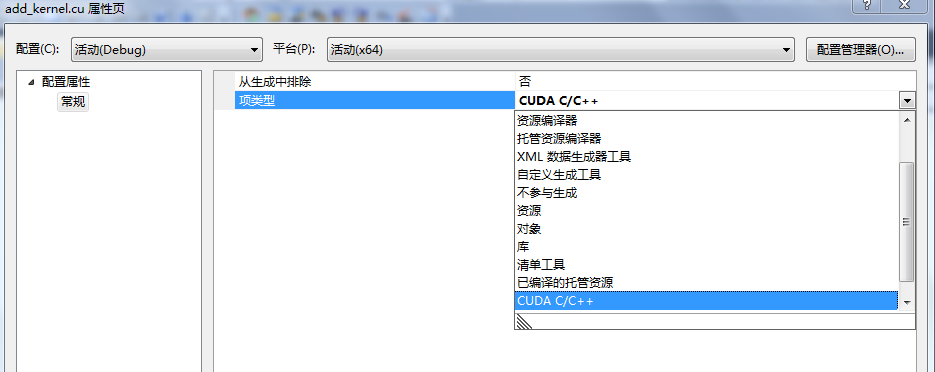 add_kernel.cu 属性页
配置(C): 活动(Debug) 平台(P): 活动(x64) 配置管理器(O)...
配置属性
常规
从生成中排除 否
项类型 CUDA C/C++
资源编译器
托管资源编译器
XML 数据生成器工具
自定义生成工具
不参与生成
资源
对象
库
清单工具
已编译的托管资源
CUDA C/C++